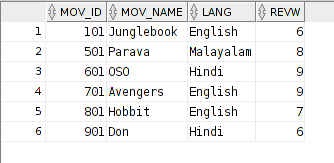 MOV_ID MOV_NAME LANG REVW
1 101 Junglebook English 6
2 501 Parava Malayalam 8
3 601 OSO Hindi 9
4 701 Avengers English 9
5 801 Hobbit English 7
6 901 Don Hindi 6